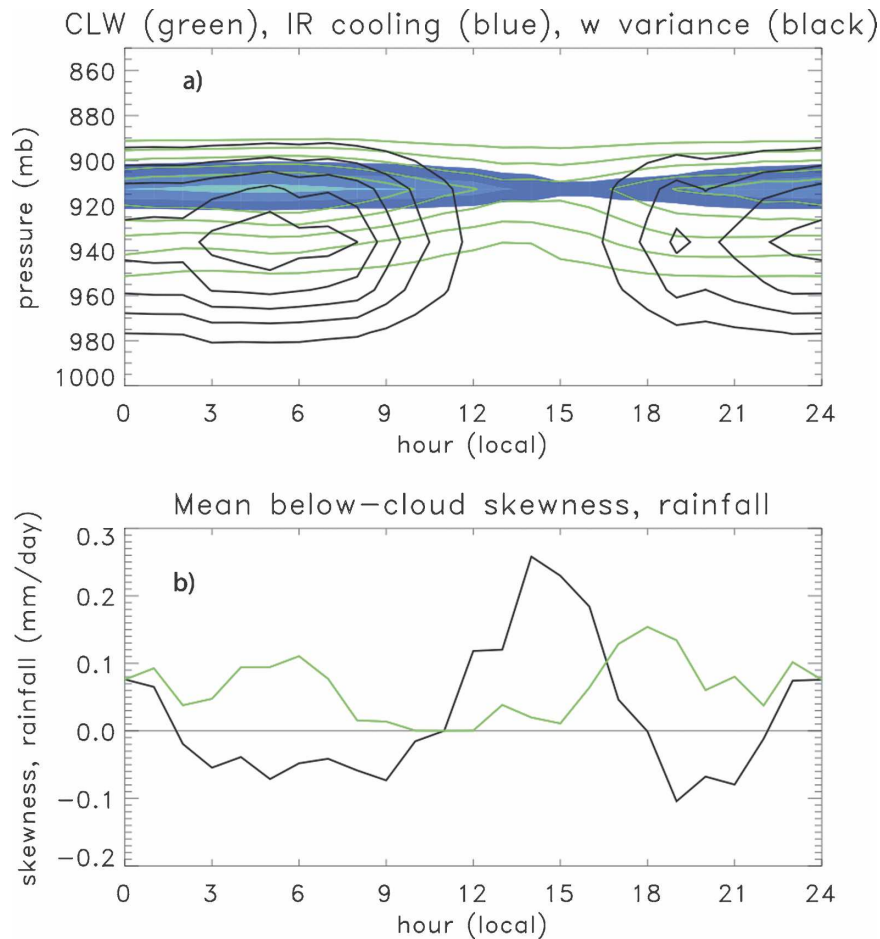 CLW (green), IR cooling (blue), w variance (black)
a)
pressure (mb)
860
880
900
920
940
960
980
1000
0 3 6 9 12 15 18 21 24
hour (local)
Mean below-cloud skewness, rainfall
b)
skewness, rainfall (mm/day)
0.3
0.2
0.1
0.0
-0.1
-0.2
0 3 6 9 12 15 18 21 24
hour (local)